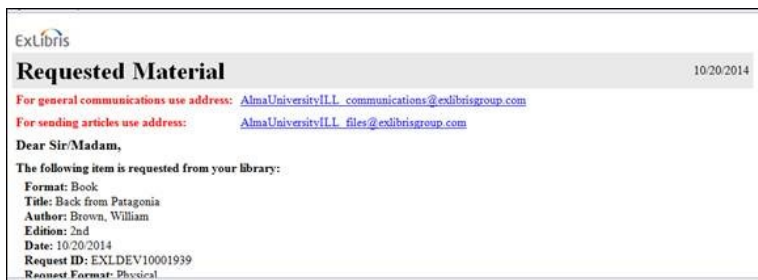 ExLibris
Requested Material 10/20/2014
For general communications use address: AlmaUniversityILL_communications@exlibrisgroup.com
For sending articles use address: AlmaUniversityILL_files@exlibrisgroup.com
Dear Sir/Madam,
The following item is requested from your library:
Format: Book
Title: Back from Patagonia
Author: Brown, William
Edition: 2nd
Date: 10/20/2014
Request ID: EXLDEV10001939
Request Format: Physical